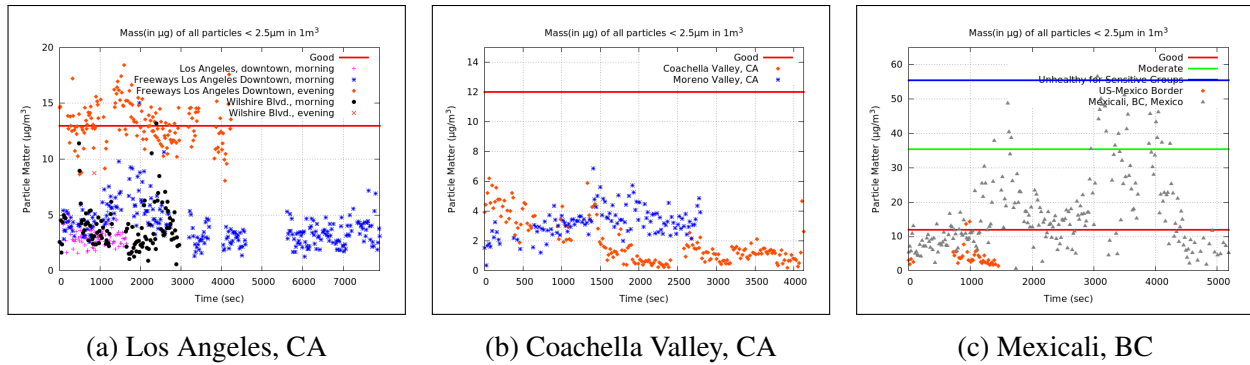 Mass(in µg) of all particles < 2.5µm in 1m³
Particle Matter (µg/m³)
20
15
10
5
0
0 1000 2000 3000 4000 5000 6000 7000
Time (sec)
Good
Los Angeles, downtown, morning
Freeways Los Angeles Downtown, morning
Freeways Los Angeles Downtown, evening
Wilshire Blvd., morning
Wilshire Blvd., evening
(a) Los Angeles, CA
Mass(in µg) of all particles < 2.5µm in 1m³
Particle Matter (µg/m³)
14
12
10
8
6
4
2
0
0 500 1000 1500 2000 2500 3000 3500 4000
Time (sec)
Good
Coachella Valley, CA
Moreno Valley, CA
(b) Coachella Valley, CA
Mass(in µg) of all particles < 2.5µm in 1m³
Particle Matter (µg/m³)
60
50
40
30
20
10
0
0 1000 2000 3000 4000 5000
Time (sec)
Good
Moderate
Unhealthy for Sensitive Groups
US-Mexico Border
Mexicali, BC, Mexico
(c) Mexicali, BC